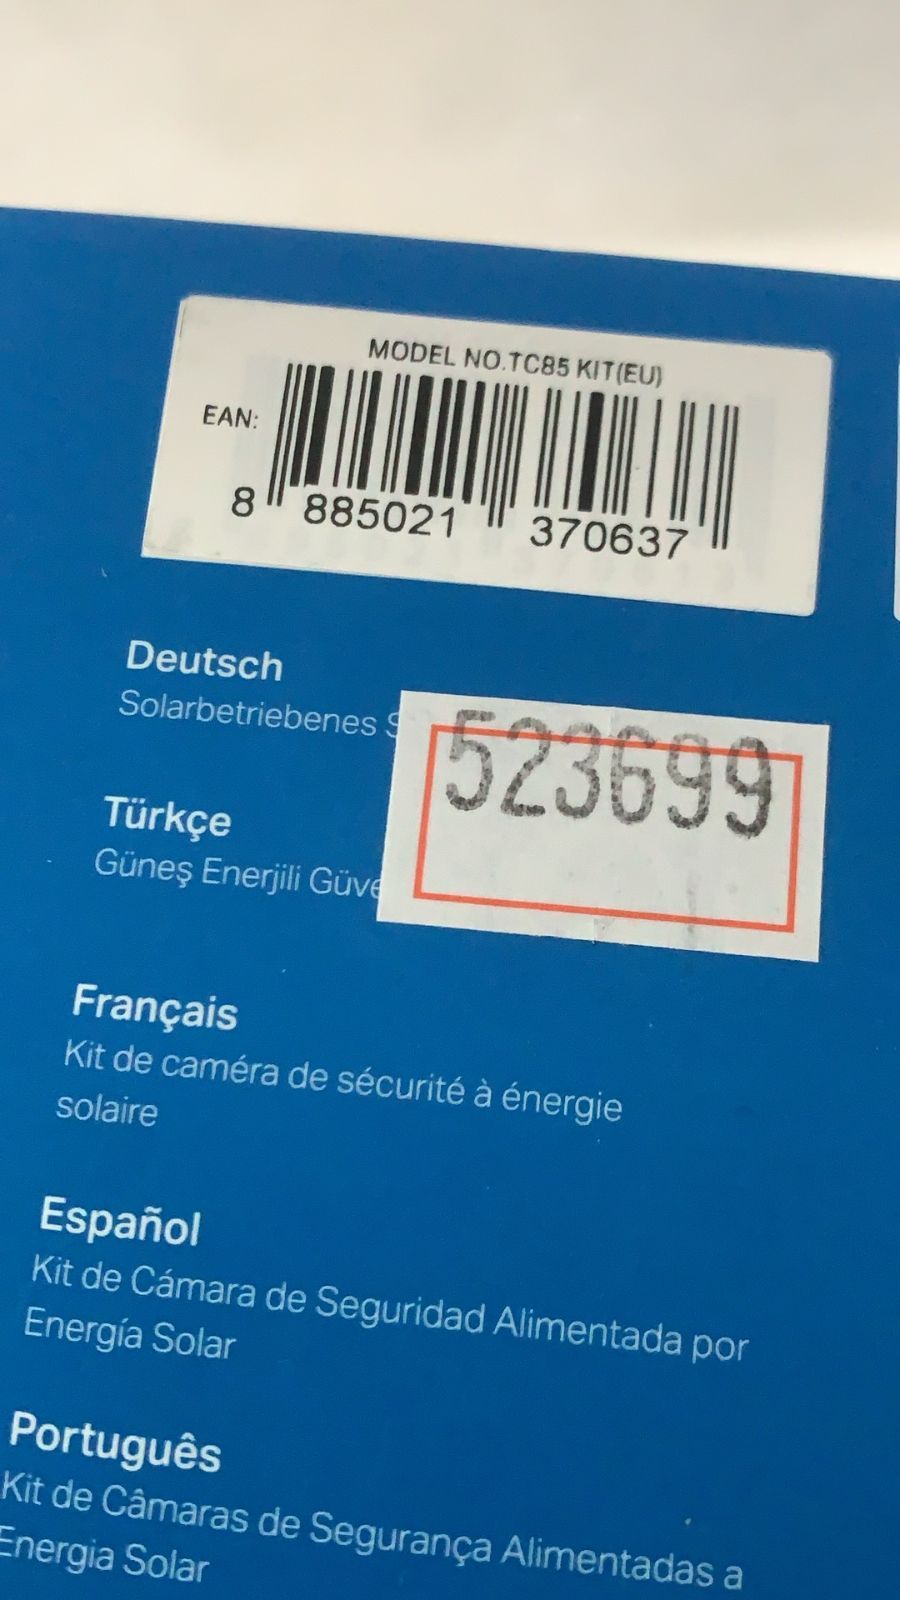 MODEL NO.TC85 KIT(EU)
EAN:
8 885021 370637
Deutsch
Solarbetriebenes
523699
Türkçe
Güneş Enerjili
Français
Kit de caméra de sécurité à énergie
solaire
Español
Kit de Cámara de Seguridad Alimentada por
Energía Solar
Português
Kit de Câmaras de Segurança Alimentadas a
Energia Solar